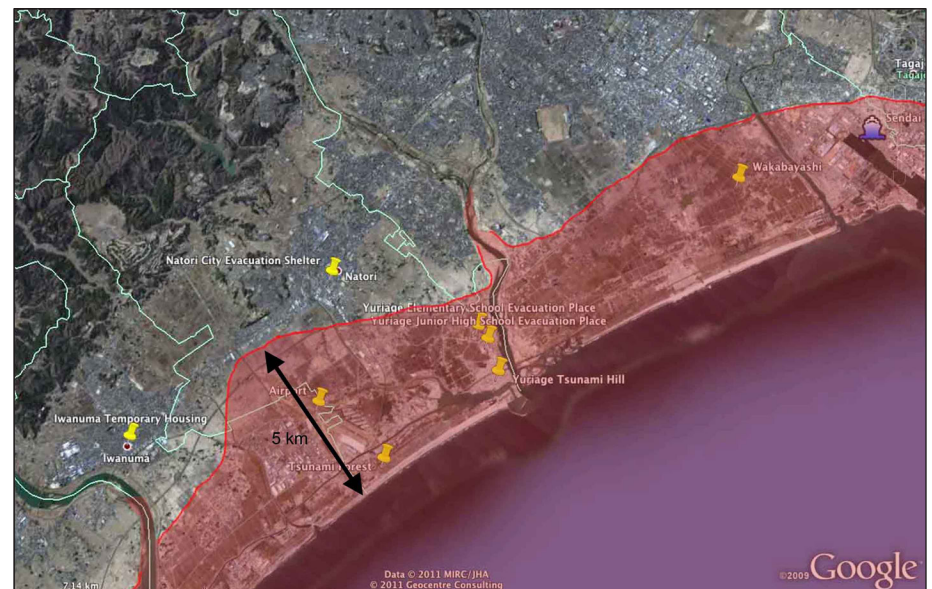 Tagaj
Tagaj
Sendai
Wakabayashi
Natori City Evacuation Shelter
Natori
Yuriage Elementary School Evacuation Place
Yuriage Junior High School Evacuation Place
Yuriage Tsunami Hill
Airport
5 km
Iwanuma Temporary Housing
Iwanuma
Tsunami Forest
7.14 km
Data © 2011 MIRC/JHA
© 2011 Geocentre Consulting
©2009 Google